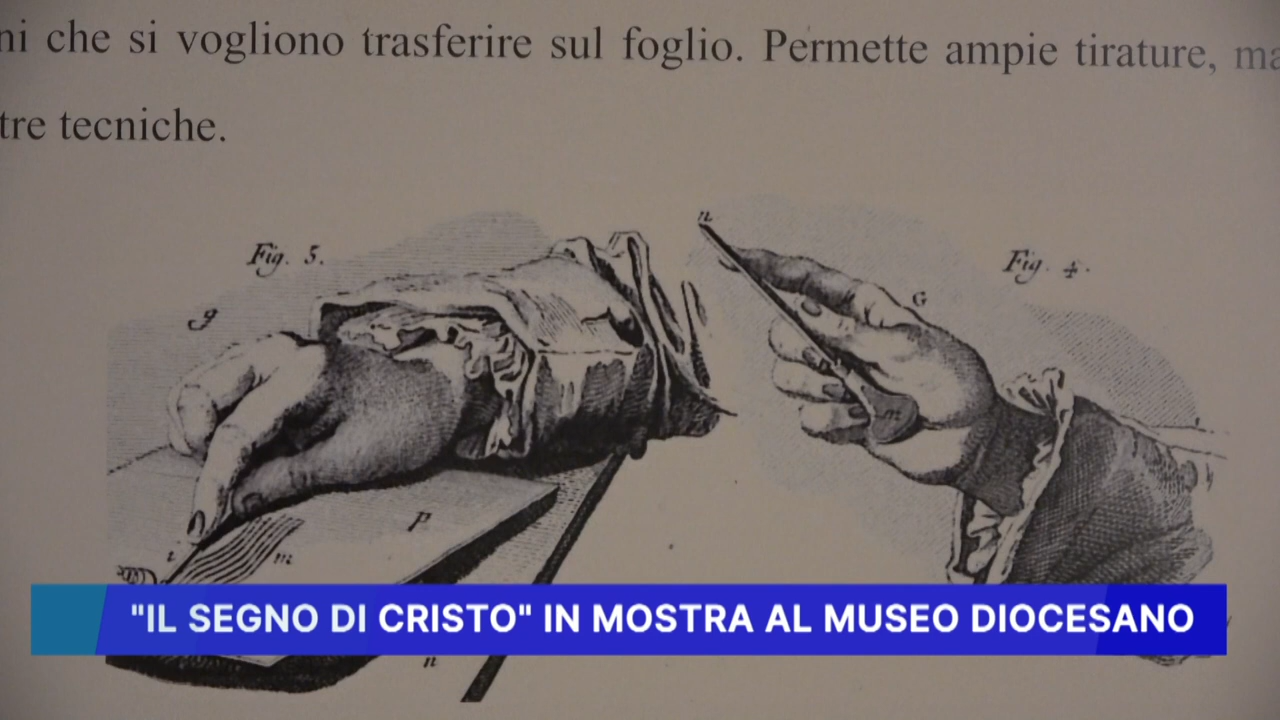 ni che si vogliono trasferire sul foglio. Permette ampie tirature, ma
tre tecniche.
n
Fig. 5.
Fig. 4.
g
G
m
p
i
m
"IL SEGNO DI CRISTO" IN MOSTRA AL MUSEO DIOCESANO
n